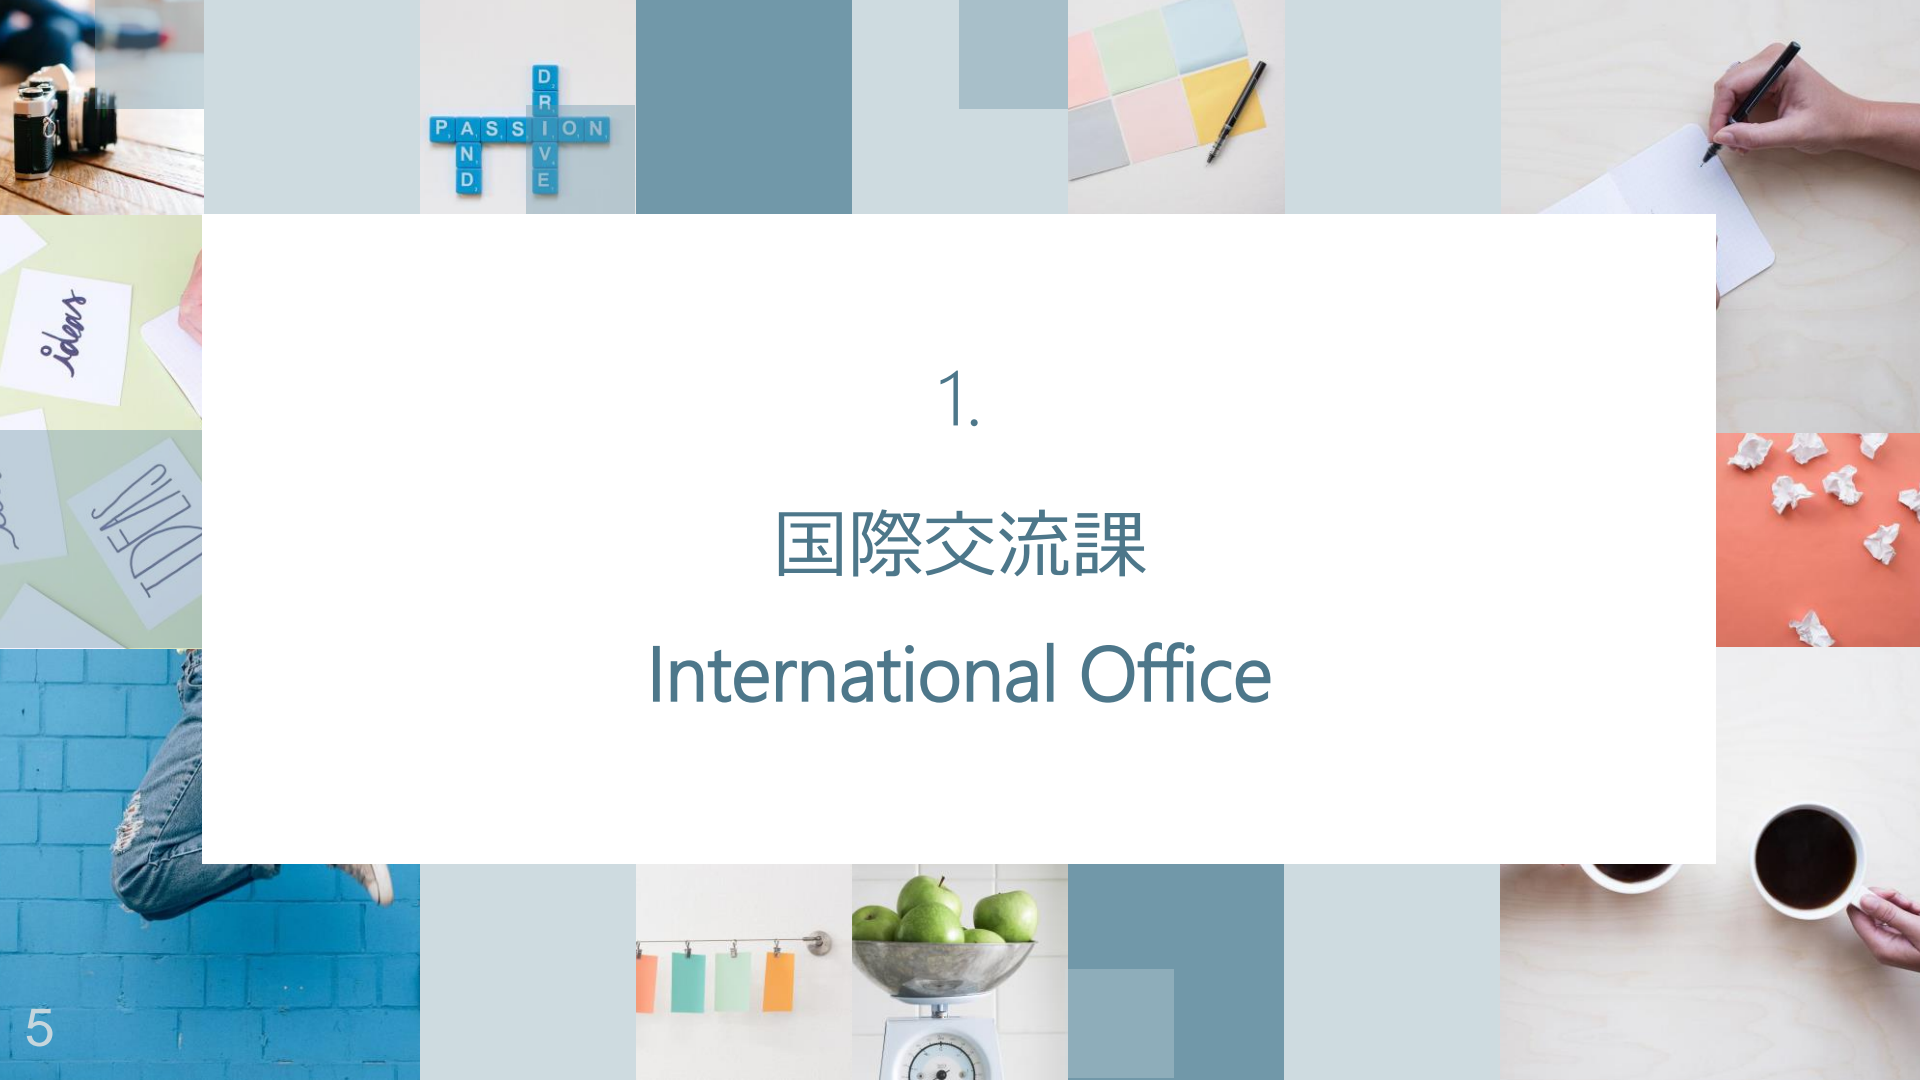 DRIVE
PASSION
AND
ideas
IDEAS
1.
国際交流課
International Office
5